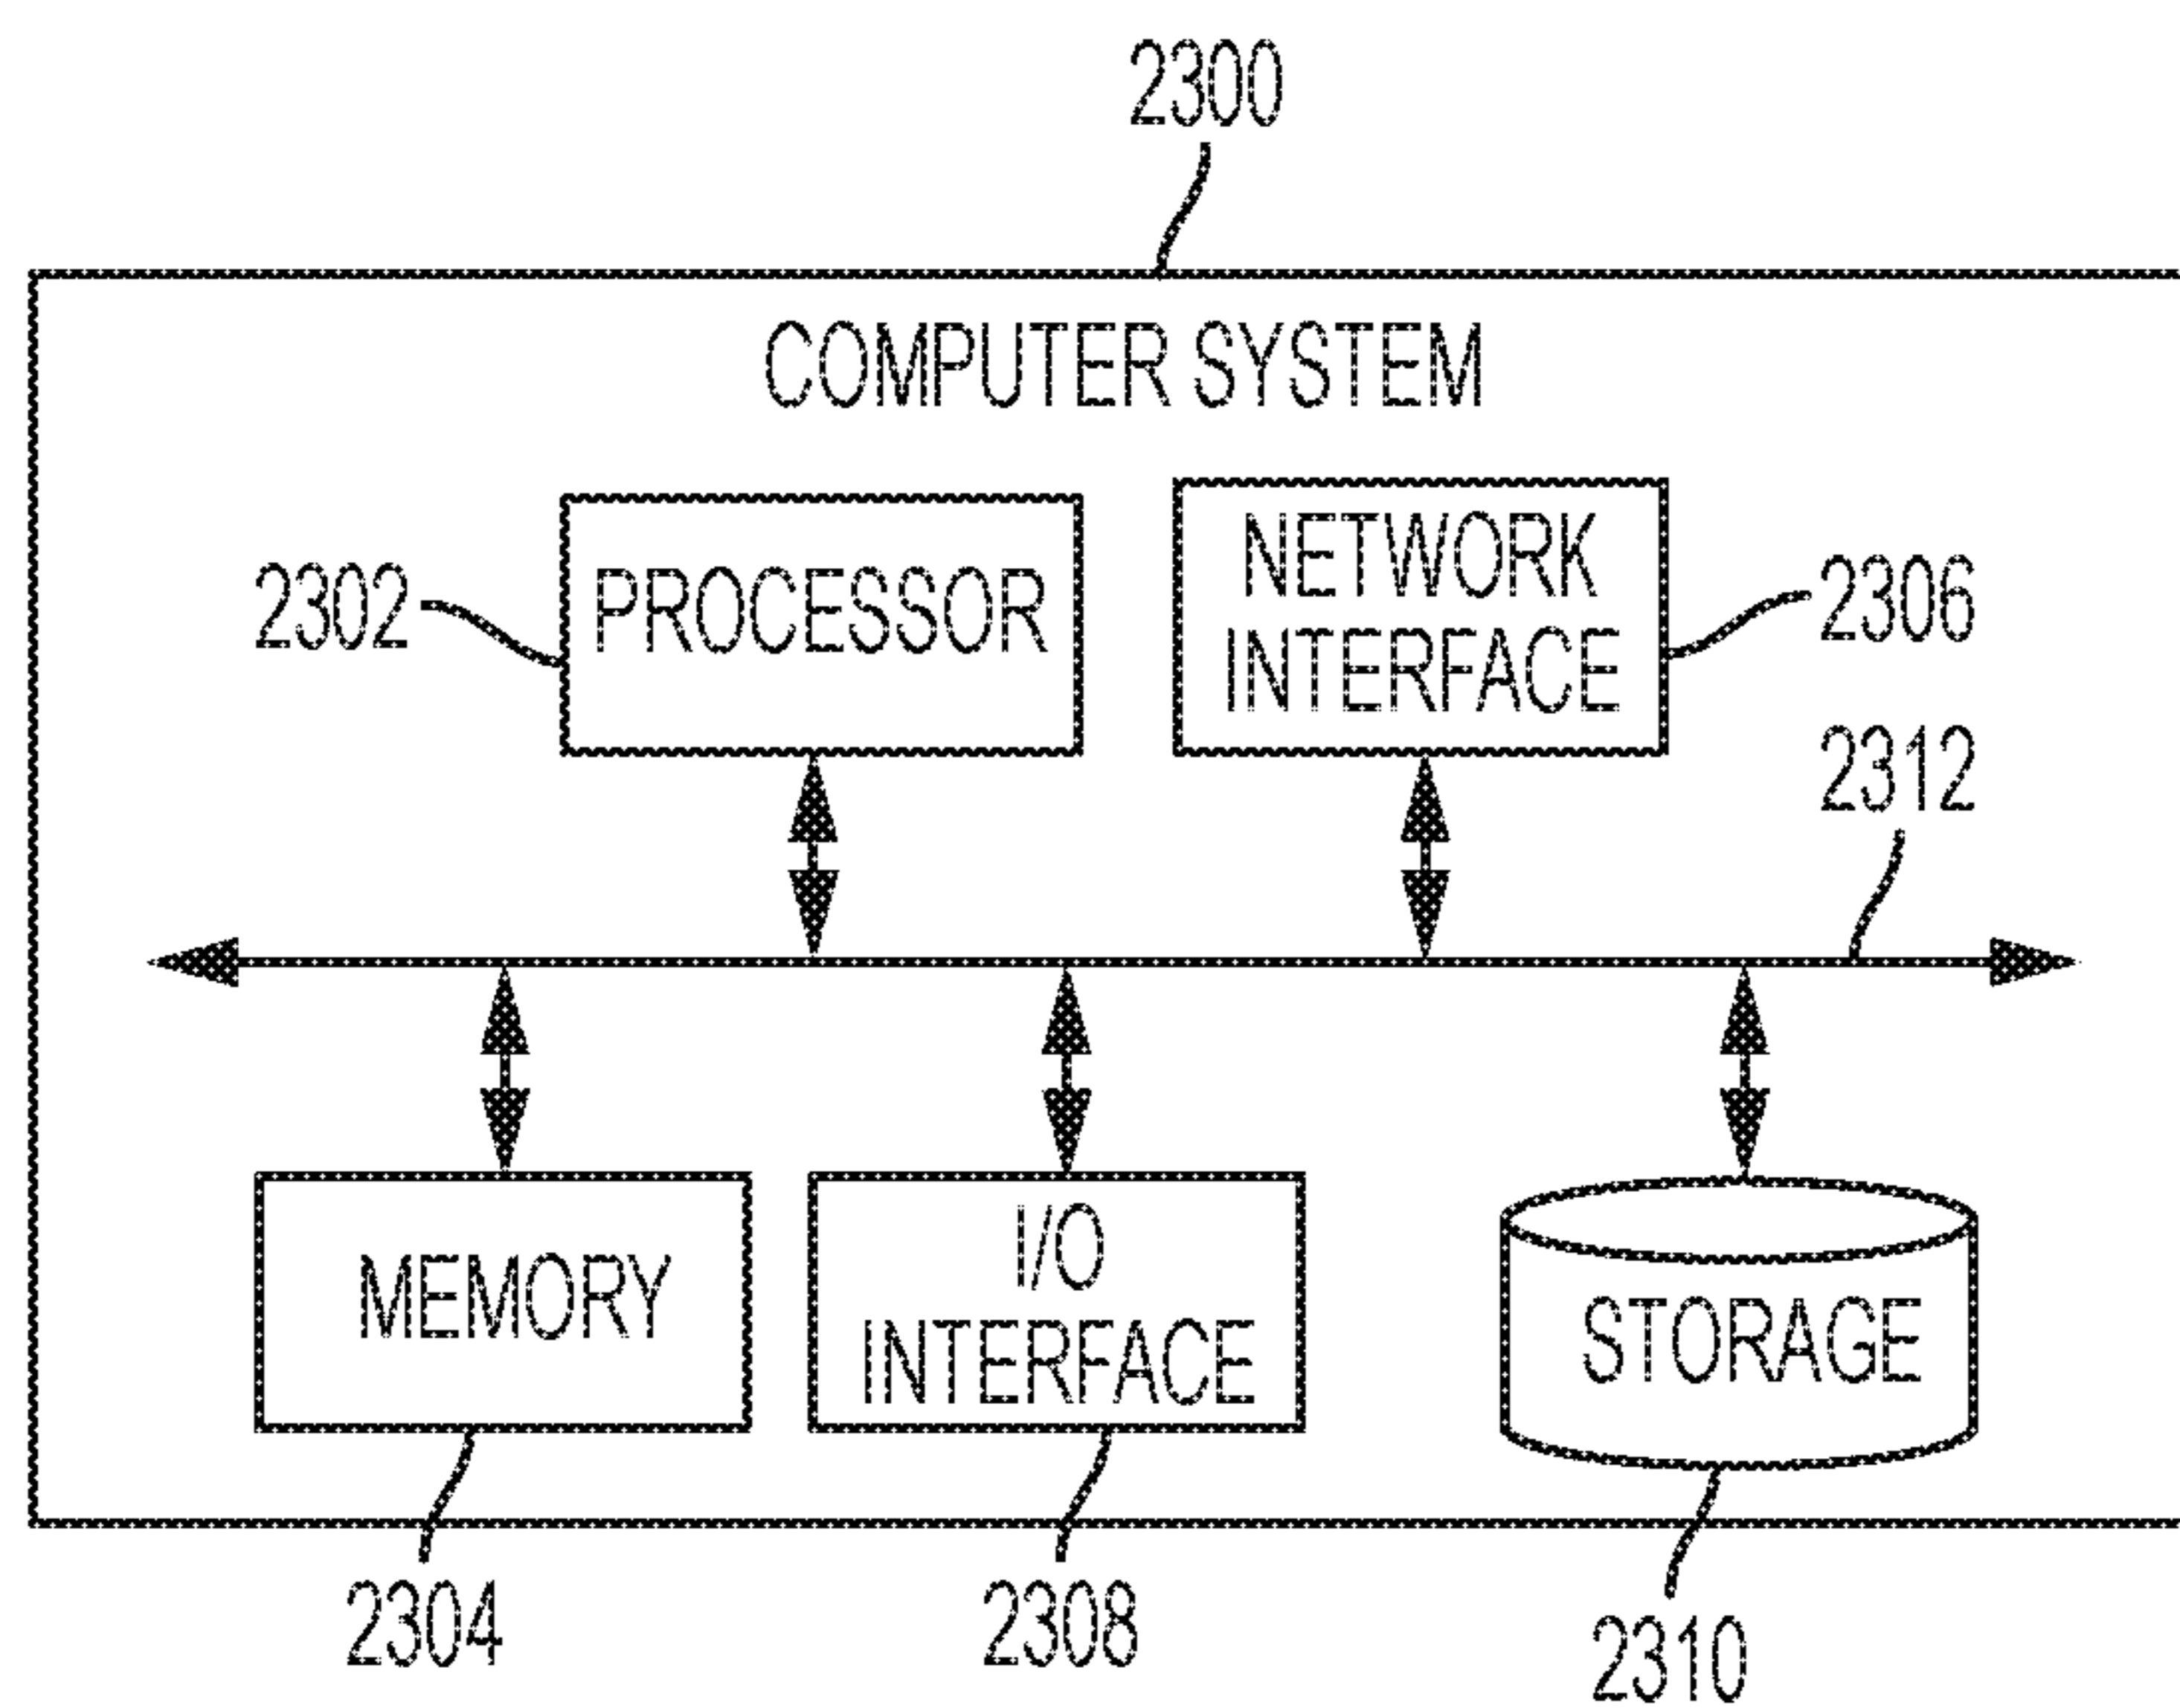 2300
COMPUTER SYSTEM
2302
PROCESSOR
NETWORK
INTERFACE
2306
2312
MEMORY
I/O
INTERFACE
STORAGE
2304
2308
2310